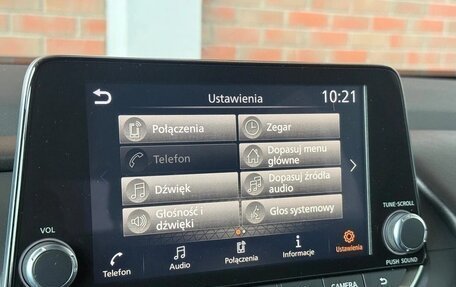 Ustawienia
10:21
Połączenia
Zegar
Telefon
Dopasuj menu
główne
Dźwięk
Dopasuj źródła
audio
Głośność i
dźwięki
Głos systemowy
Telefon
Audio
Połączenia
Informacje
Ustawienia
VOL
TUNE·SCROLL
PUSH SOUND
CAMERA